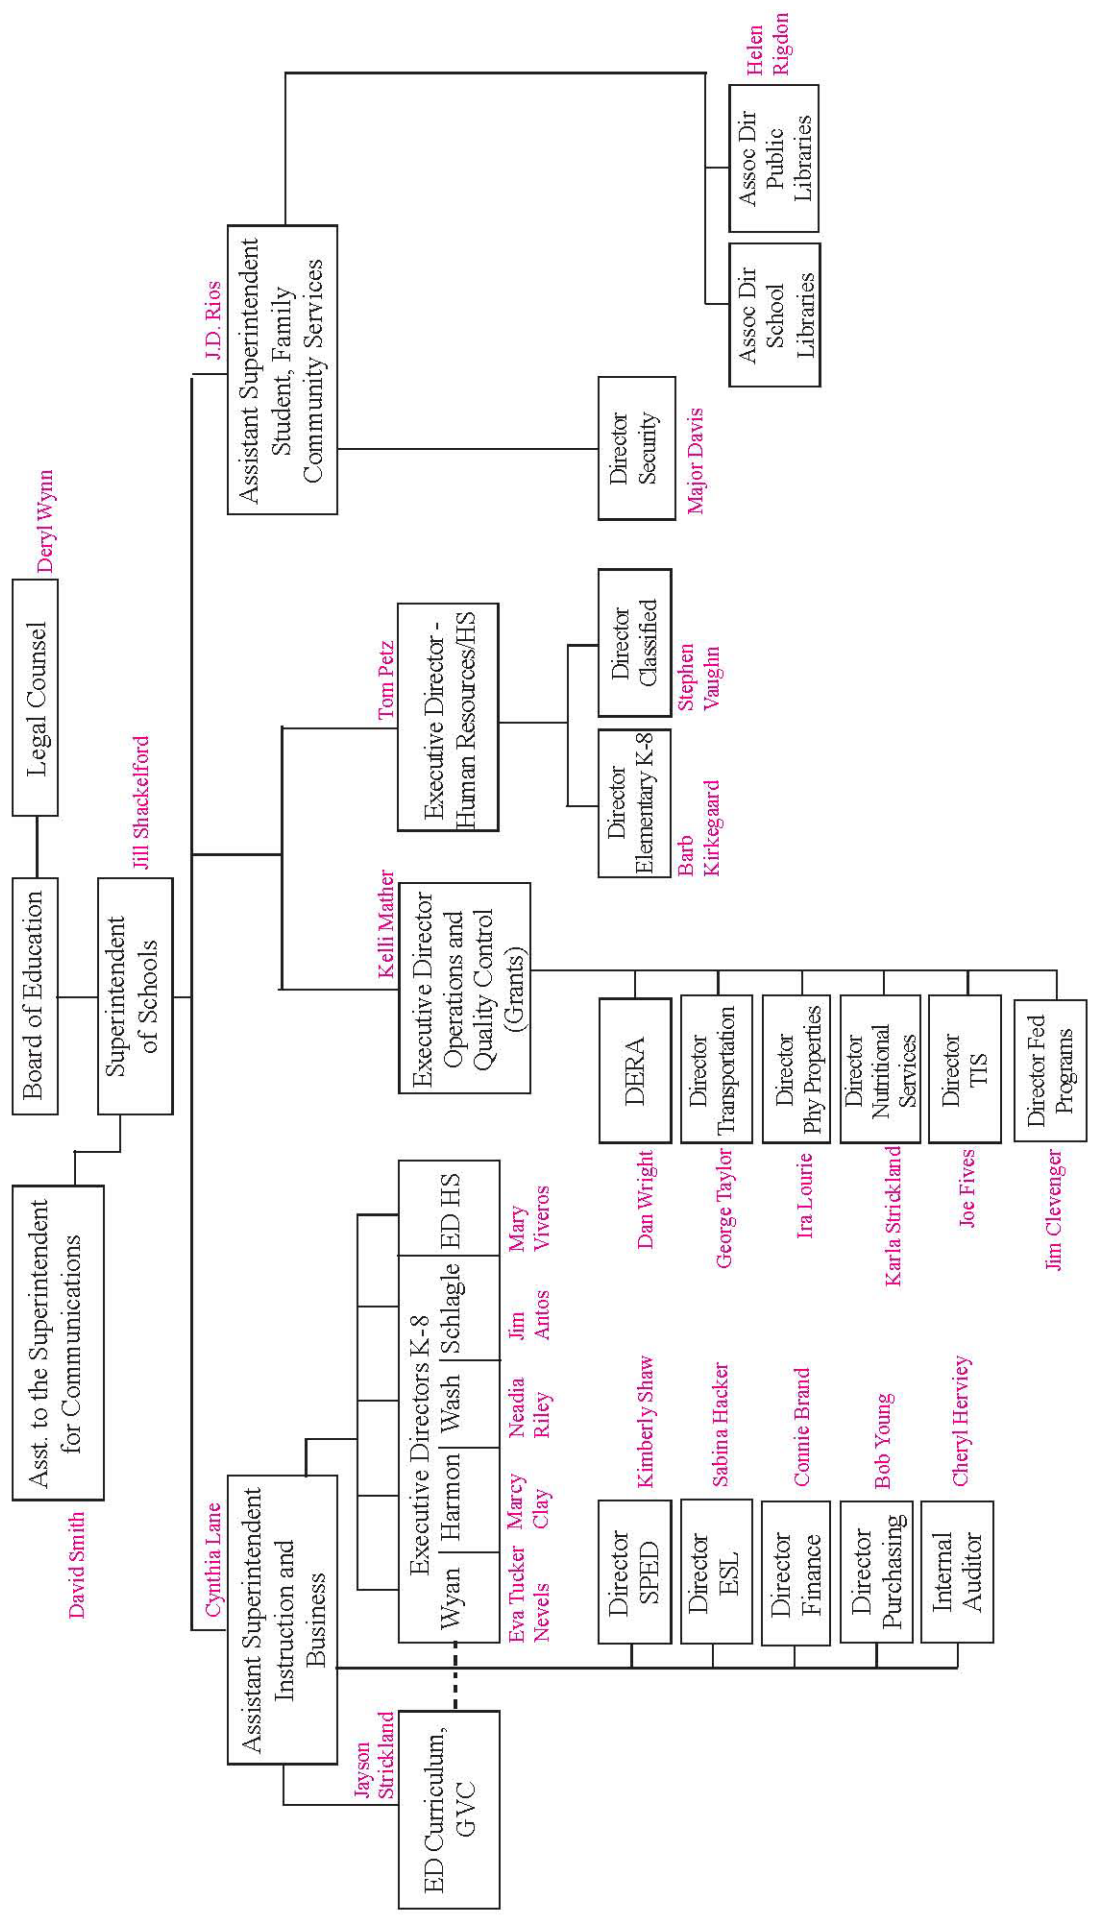 David Smith
Asst. to the Superintendent
for Communications
Board of Education
Legal Counsel
Deryl Wynn
Superintendent
of Schools
Jill Shackelford
Cynthia Lane
Assistant Superintendent
Instruction and
Business
J.D. Rios
Assistant Superintendent
Student, Family
Community Services
Jayson
Strickland
ED Curriculum,
GVC
Executive Directors K-8
Wyan
Harmon
Wash
Schlagle
ED HS
Eva Tucker
Nevels
Marcy
Clay
Neadia
Riley
Jim
Antos
Mary
Viveros
Kelli Mather
Executive Director
Operations and
Quality Control
(Grants)
Tom Petz
Executive Director -
Human Resources/HS
Director
SPED
Kimberly Shaw
Director
ESL
Sabina Hacker
Director
Finance
Connie Brand
Director
Purchasing
Bob Young
Internal
Auditor
Cheryl Herviey
Dan Wright
DERA
George Taylor
Director
Transportation
Ira Lourie
Director
Phy Properties
Karla Strickland
Director
Nutritional
Services
Joe Fives
Director
TIS
Jim Clevenger
Director Fed
Programs
Director
Elementary K-8
Barb
Kirkegaard
Director
Classified
Stephen
Vaughn
Director
Security
Major Davis
Assoc Dir
School
Libraries
Assoc Dir
Public
Libraries
Helen
Rigdon